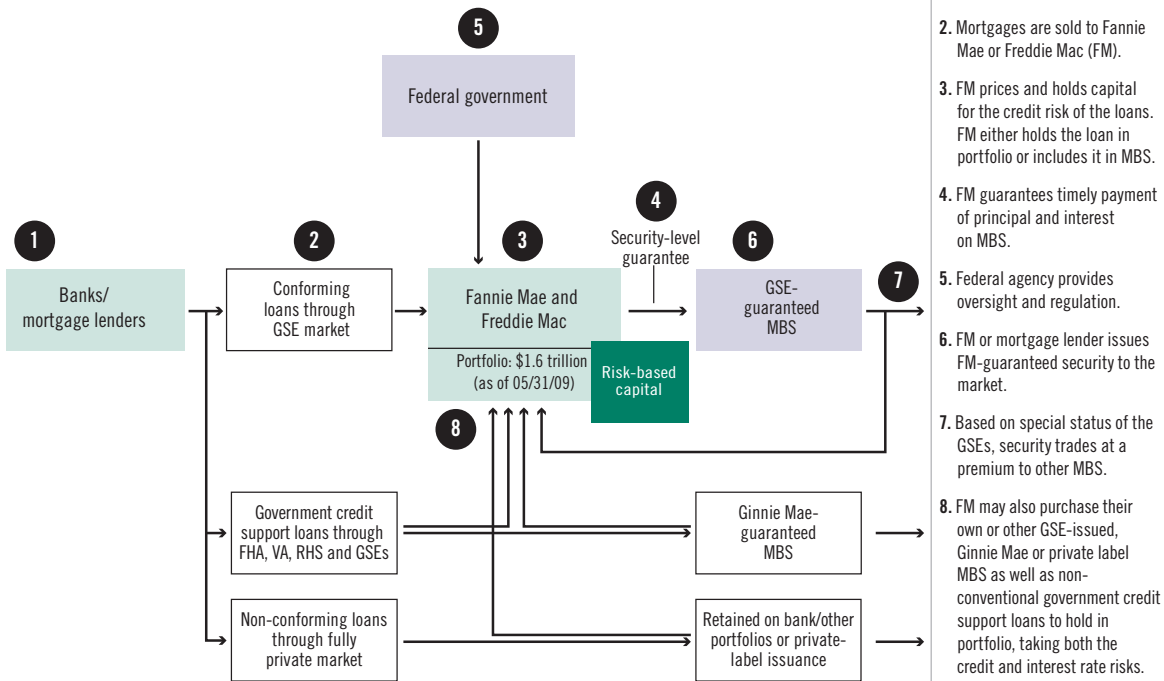 5
Federal government
1
Banks/
mortgage lenders
2
Conforming
loans through
GSE market
3
Fannie Mae and
Freddie Mac
Portfolio: $1.6 trillion
(as of 05/31/09)
Risk-based
capital
4
Security-level
guarantee
6
GSE-
guaranteed
MBS
7
8
Government credit
support loans through
FHA, VA, RHS and GSEs
Ginnie Mae-
guaranteed
MBS
Non-conforming loans
through fully
private market
Retained on bank/other
portfolios or private-
label issuance
2. Mortgages are sold to Fannie
Mae or Freddie Mac (FM).
3. FM prices and holds capital
for the credit risk of the loans.
FM either holds the loan in
portfolio or includes it in MBS.
4. FM guarantees timely payment
of principal and interest
on MBS.
5. Federal agency provides
oversight and regulation.
6. FM or mortgage lender issues
FM-guaranteed security to the
market.
7. Based on special status of the
GSEs, security trades at a
premium to other MBS.
8. FM may also purchase their
own or other GSE-issued,
Ginnie Mae or private label
MBS as well as non-
conventional government credit
support loans to hold in
portfolio, taking both the
credit and interest rate risks.